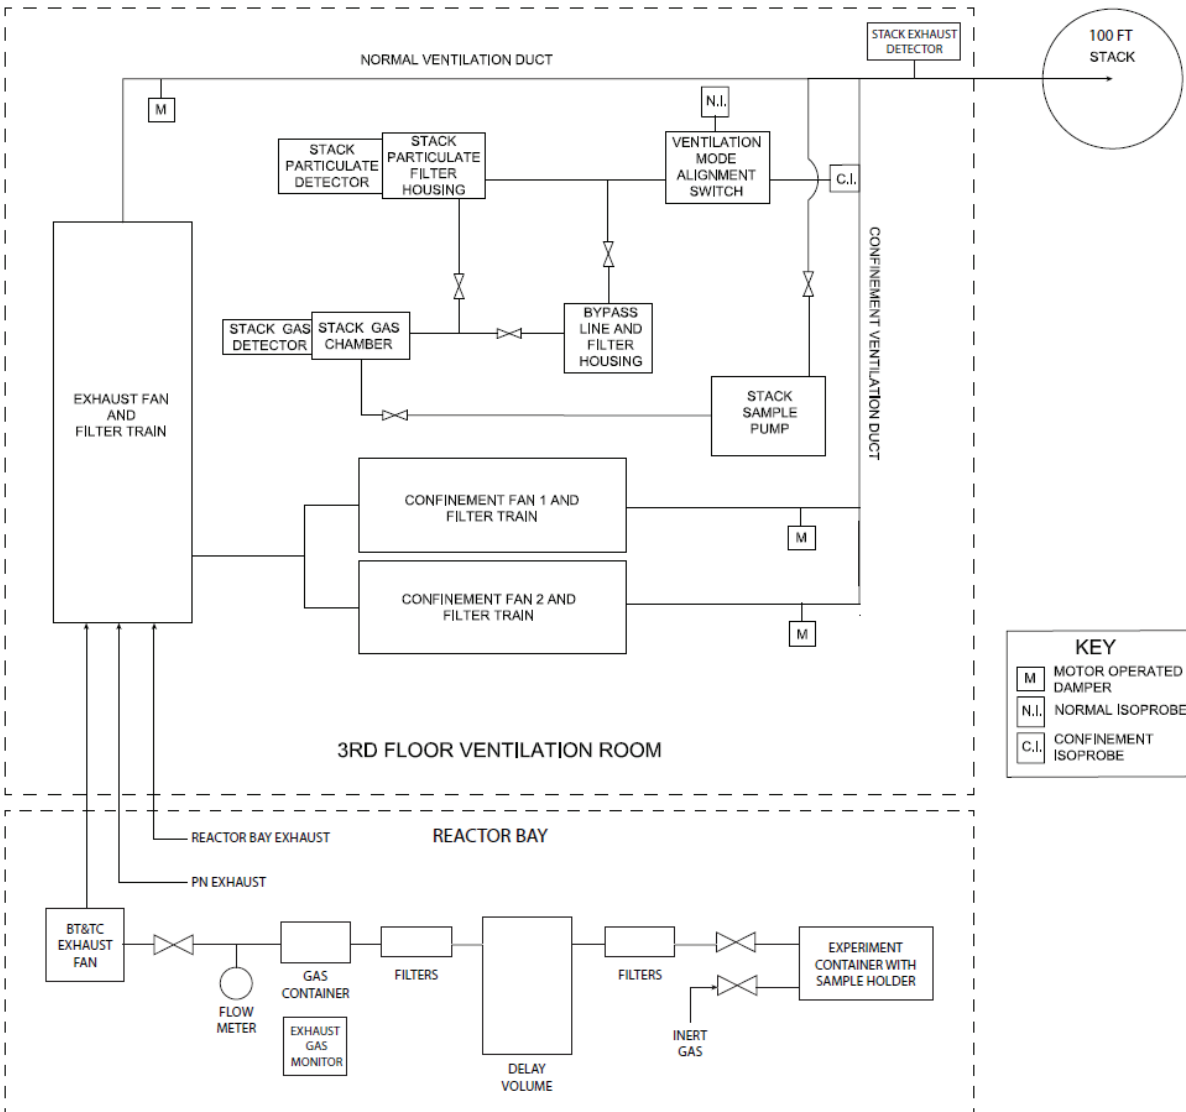 STACK EXHAUST
DETECTOR
100 FT
STACK
NORMAL VENTILATION DUCT
M
N.I.
STACK
PARTICULATE
DETECTOR
STACK
PARTICULATE
FILTER
HOUSING
VENTILATION
MODE
ALIGNMENT
SWITCH
C.I.
CONFINEMENT VENTILATION DUCT
STACK GAS
DETECTOR
STACK GAS
CHAMBER
BYPASS
LINE AND
FILTER
HOUSING
EXHAUST FAN
AND
FILTER TRAIN
STACK
SAMPLE
PUMP
CONFINEMENT FAN 1 AND
FILTER TRAIN
M
CONFINEMENT FAN 2 AND
FILTER TRAIN
M
3RD FLOOR VENTILATION ROOM
KEY
M
MOTOR OPERATED
DAMPER
N.I.
NORMAL ISOPROBE
C.I.
CONFINEMENT
ISOPROBE
REACTOR BAY EXHAUST
REACTOR BAY
PN EXHAUST
BT&TC
EXHAUST
FAN
FLOW
METER
GAS
CONTAINER
EXHAUST
GAS
MONITOR
FILTERS
DELAY
VOLUME
FILTERS
INERT
GAS
EXPERIMENT
CONTAINER WITH
SAMPLE HOLDER